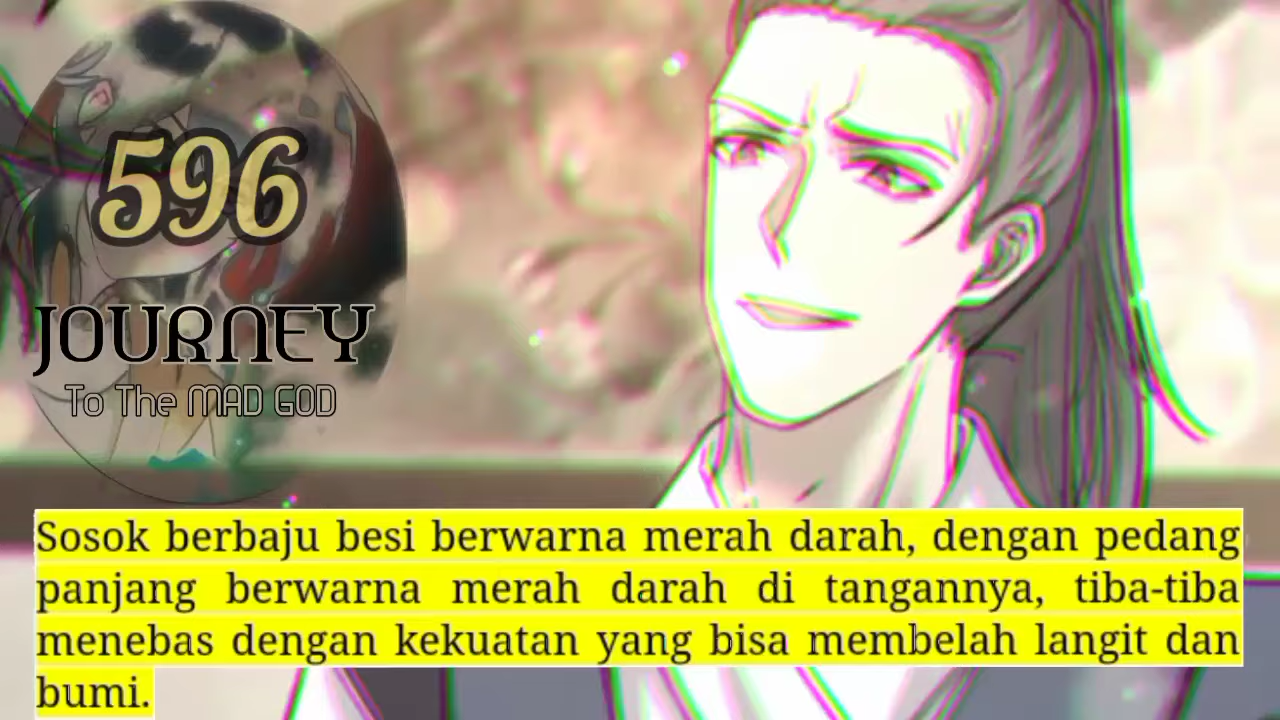 596
JOURNEY
To The MAD GOD
Sosok berbaju besi berwarna merah darah, dengan pedang
panjang berwarna merah darah di tangannya, tiba-tiba
menebas dengan kekuatan yang bisa membelah langit dan
bumi.